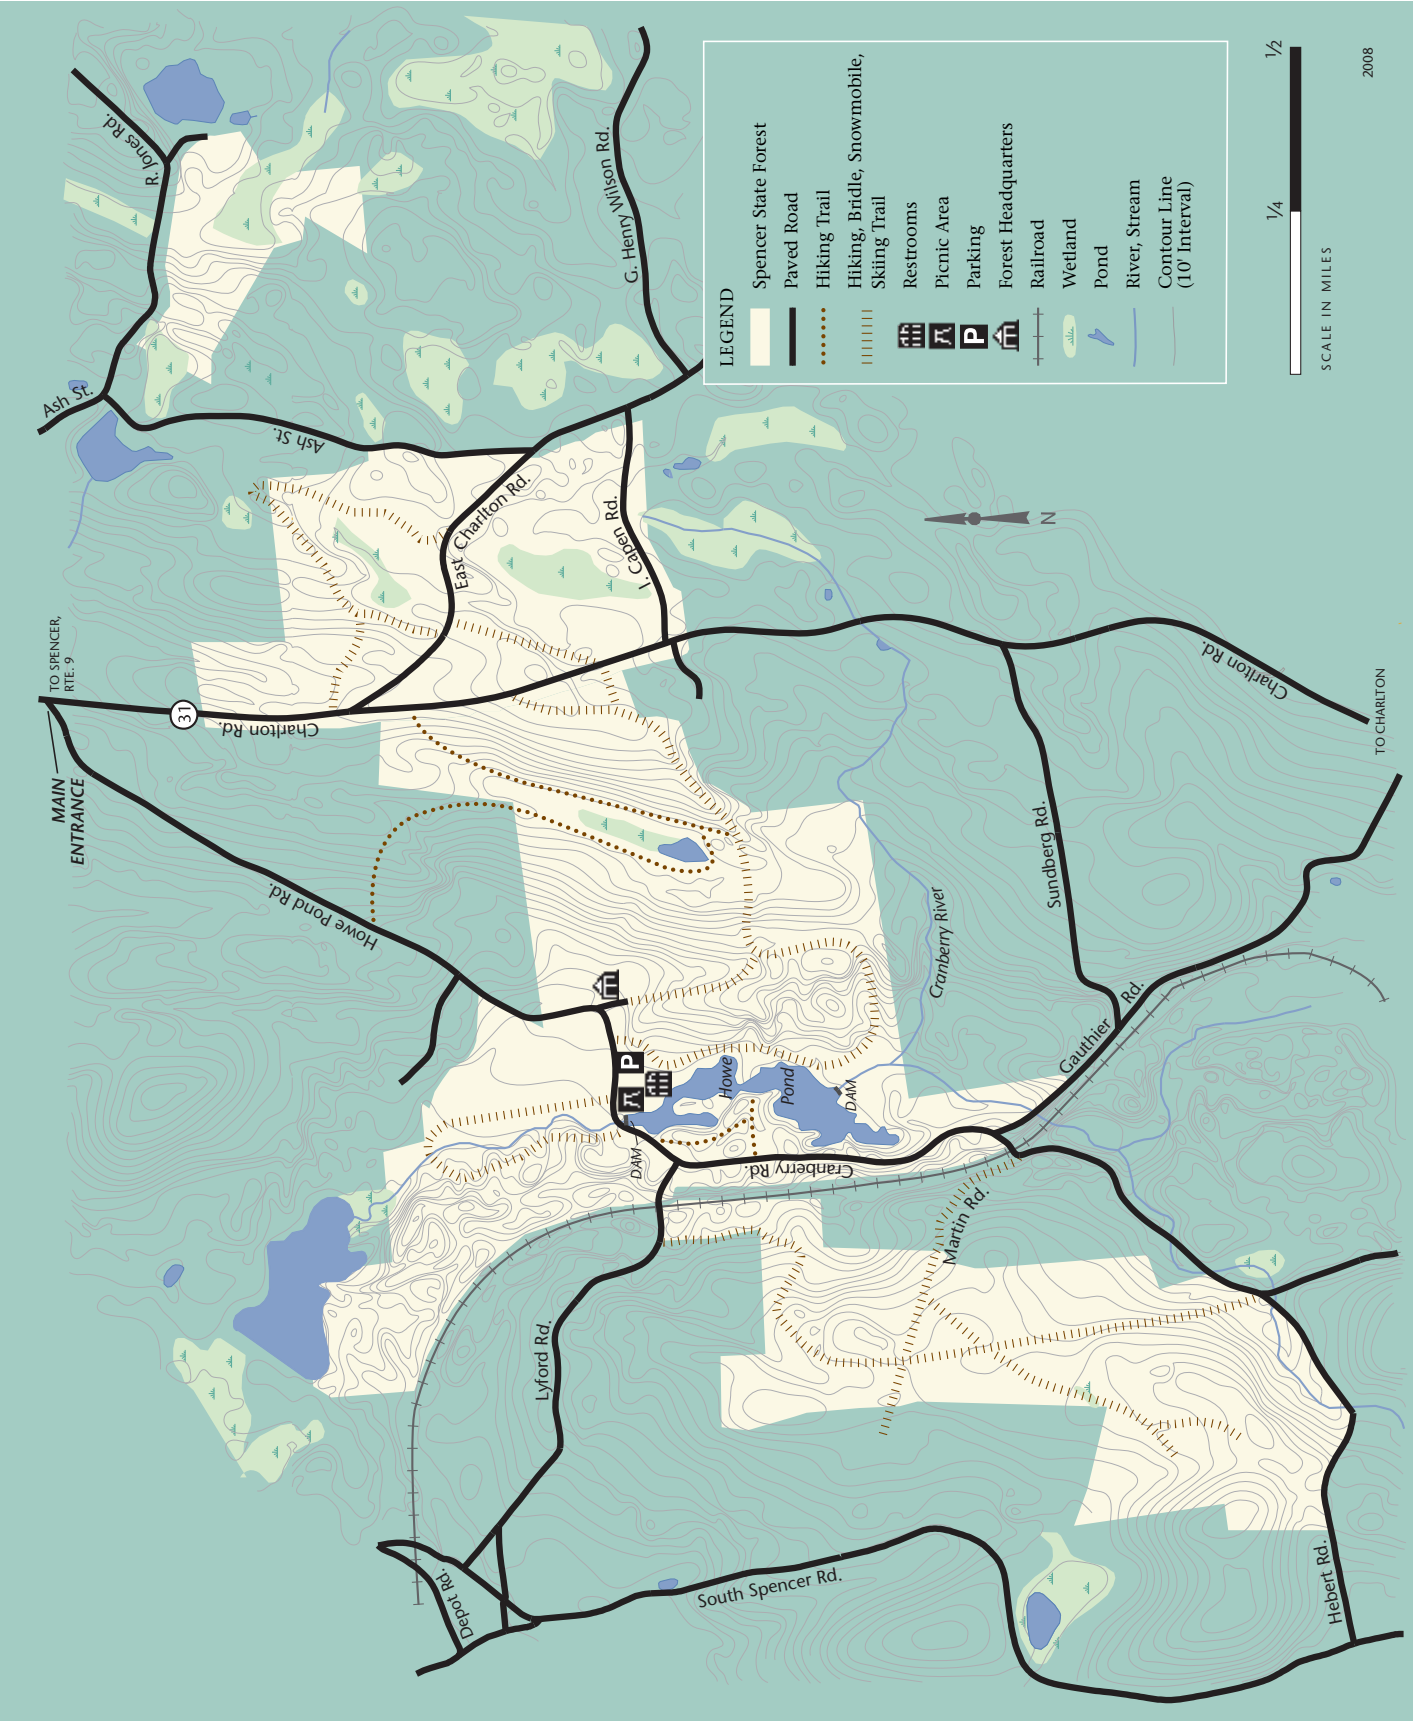 LEGEND
Spencer State Forest
Paved Road
Hiking Trail
Hiking, Bridle, Snowmobile,
Skiing Trail
Restrooms
Picnic Area
P
Parking
Forest Headquarters
Railroad
Wetland
Pond
River, Stream
Contour Line
(10' Interval)
1/4
1/2
SCALE IN MILES
2008
N
TO SPENCER,
RTE. 9
MAIN
ENTRANCE
31
Charlton Rd.
Howe Pond Rd.
Ash St.
Ash St.
R. Jones Rd.
G. Henry Wilson Rd.
East Charlton Rd.
I. Capen Rd.
Charlton Rd.
TO CHARLTON
Sundberg Rd.
Cranberry River
Gauthier Rd.
P
Howe
Pond
DAM
DAM
Cranberry Rd.
Martin Rd.
Lyford Rd.
Depot Rd.
South Spencer Rd.
Hebert Rd.